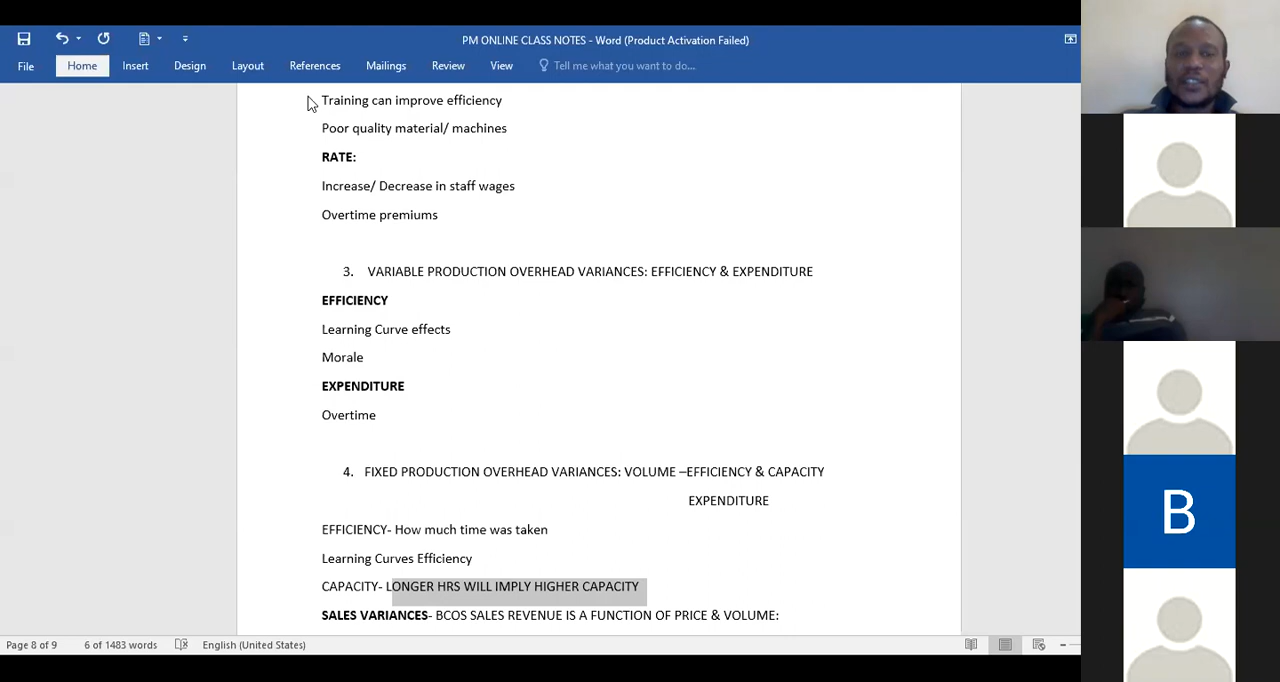 PM ONLINE CLASS NOTES - Word (Product Activation Failed)
File Home Insert Design Layout References Mailings Review View Tell me what you want to do...
Training can improve efficiency
Poor quality material/ machines
RATE:
Increase/ Decrease in staff wages
Overtime premiums
3. VARIABLE PRODUCTION OVERHEAD VARIANCES: EFFICIENCY & EXPENDITURE
EFFICIENCY
Learning Curve effects
Morale
EXPENDITURE
Overtime
4. FIXED PRODUCTION OVERHEAD VARIANCES: VOLUME –EFFICIENCY & CAPACITY
EXPENDITURE
EFFICIENCY- How much time was taken
Learning Curves Efficiency
CAPACITY- LONGER HRS WILL IMPLY HIGHER CAPACITY
SALES VARIANCES- BCOS SALES REVENUE IS A FUNCTION OF PRICE & VOLUME:
Page 8 of 9 6 of 1483 words English (United States)
B